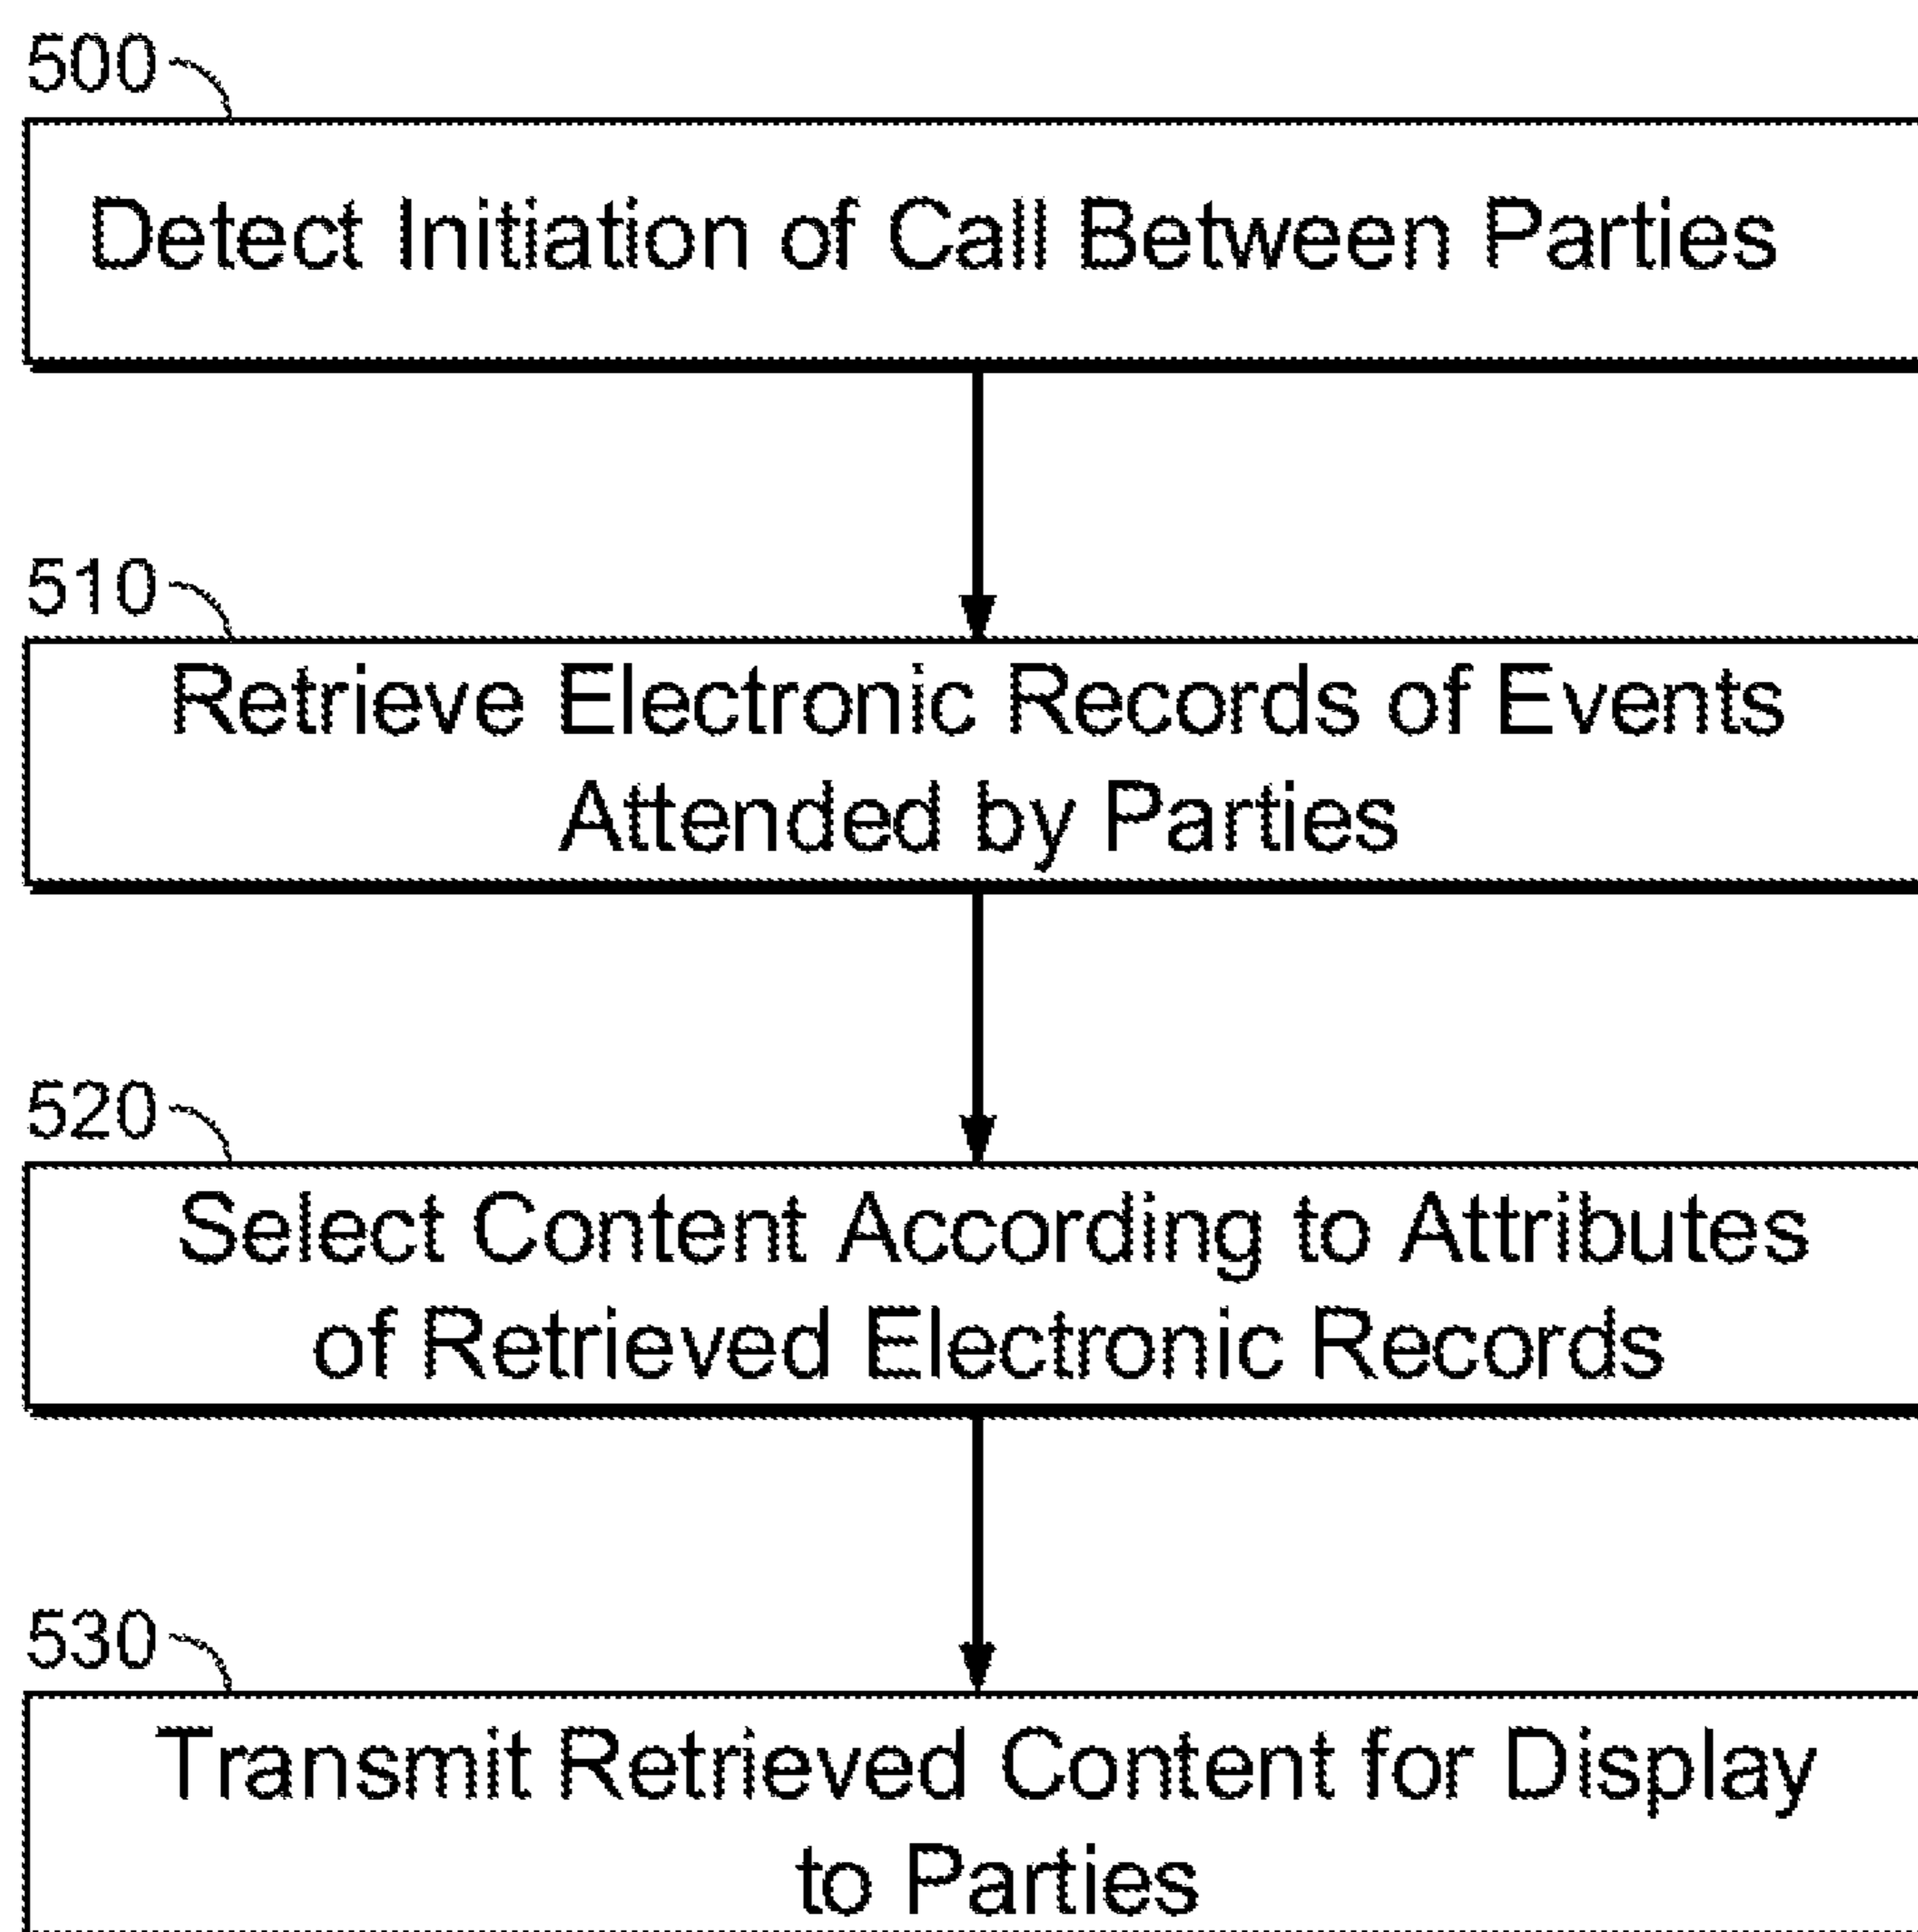 500
Detect Initiation of Call Between Parties
510
Retrieve Electronic Records of Events
Attended by Parties
520
Select Content According to Attributes
of Retrieved Electronic Records
530
Transmit Retrieved Content for Display
to Parties